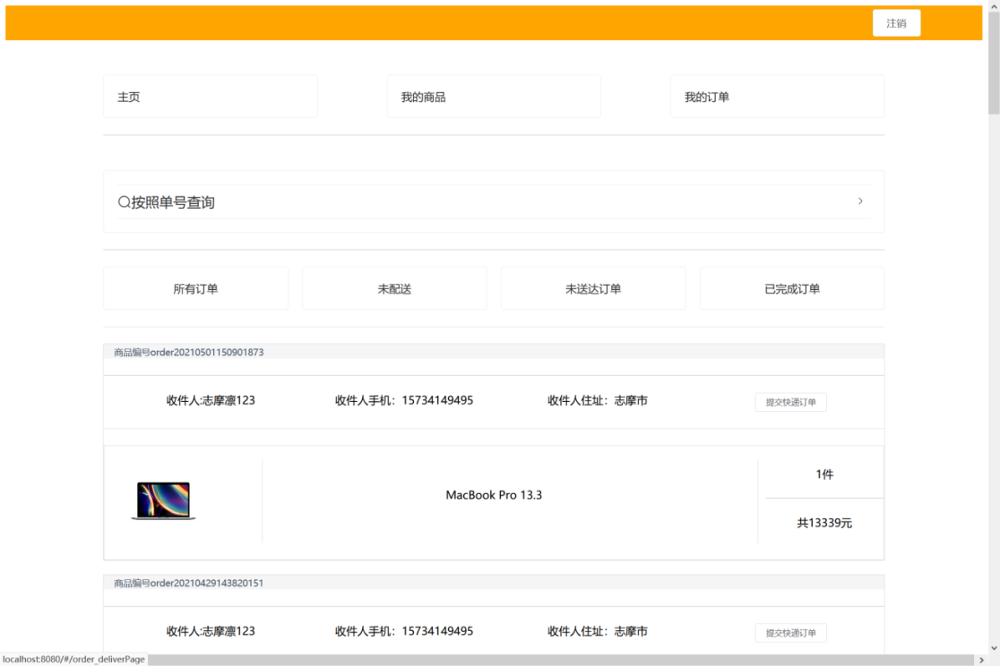 注销
主页
我的商品
我的订单
按照单号查询
所有订单
未配送
未送达订单
已完成订单
商品编号order20210501150901873
收件人:志摩凛123
收件人手机：15734149495
收件人住址：志摩市
提交快递订单
MacBook Pro 13.3
1件
共13339元
商品编号order20210429143820151
收件人:志摩凛123
收件人手机：15734149495
收件人住址：志摩市
提交快递订单
localhost:8080/#/order_deliverPage